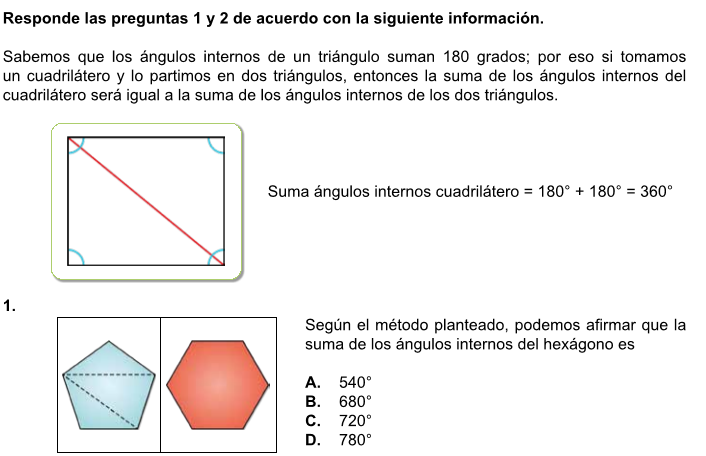 Responde las preguntas 1 y 2 de acuerdo con la siguiente información.
Sabemos que los ángulos internos de un triángulo suman 180 grados; por eso si tomamos
un cuadrilátero y lo partimos en dos triángulos, entonces la suma de los ángulos internos del
cuadrilátero será igual a la suma de los ángulos internos de los dos triángulos.
Suma ángulos internos cuadrilátero = 180° + 180° = 360°
1.
Según el método planteado, podemos afirmar que la
suma de los ángulos internos del hexágono es
A. 540°
B. 680°
C. 720°
D. 780°